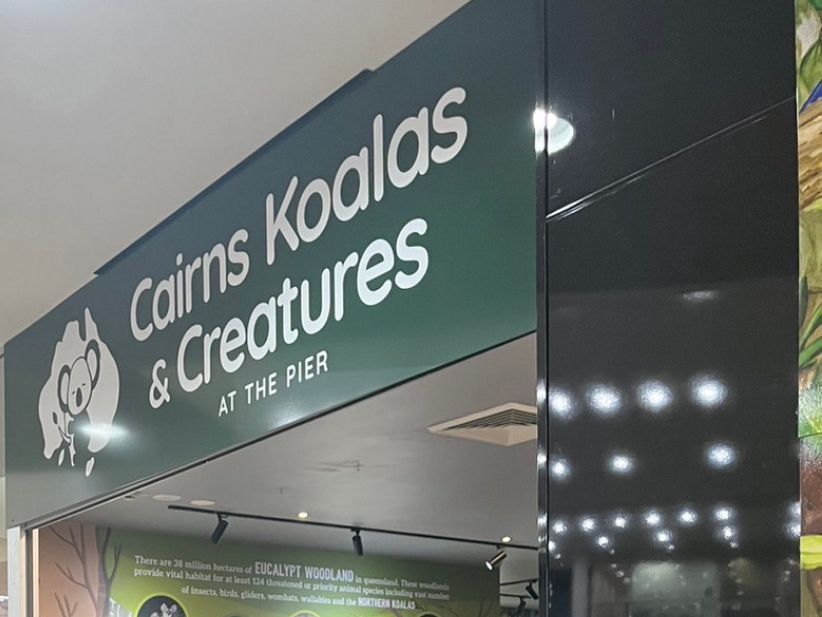 Cairns Koalas
& Creatures
AT THE PIER
There are 38 million hectares of EUCALYPT WOODLAND in queensland. These woodlands
provide vital habitat for at least 124 threatened or priority animal species including vast number
of insects, birds, gliders, wombats, wallabies and the NORTHERN KOALAS